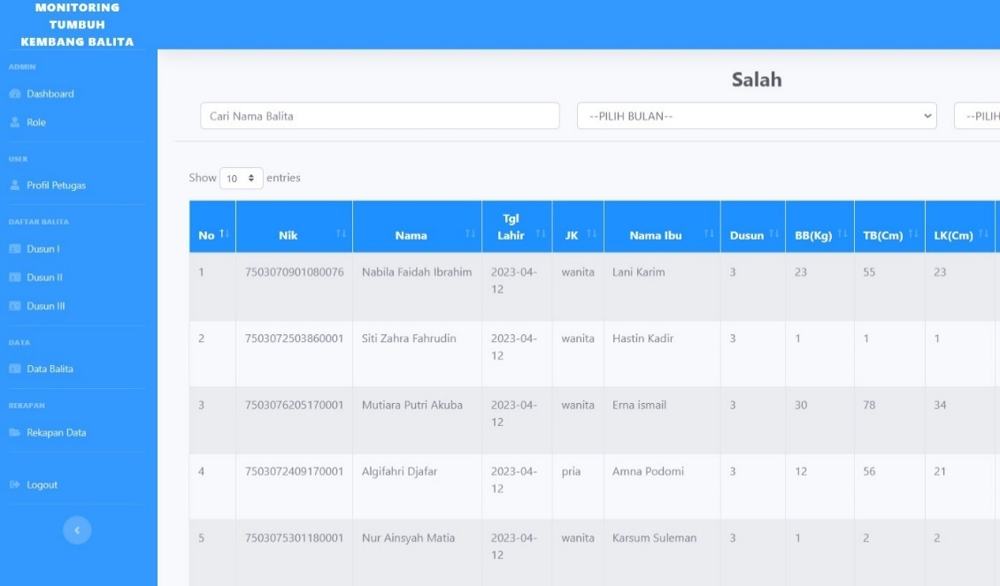 MONITORING
TUMBUH
KEMBANG BALITA
ADMIN
Dashboard
Role
USER
Profil Petugas
DAFTAR BALITA
Dusun I
Dusun II
Dusun III
DATA
Data Balita
REKAPAN
Rekapan Data
Logout
Salah
Cari Nama Balita --PILIH BULAN-- --PILIH
Show 10 entries
No Nik Nama Tgl Lahir JK Nama Ibu Dusun BB(Kg) TB(Cm) LK(Cm)
1 7503070901080076 Nabila Faidah Ibrahim 2023-04- wanita Lani Karim 3 23 55 23
12
2 7503072503860001 Siti Zahra Fahrudin 2023-04- wanita Hastin Kadir 3 1 1 1
12
3 7503076205170001 Mutiara Putri Akuba 2023-04- wanita Erna ismail 3 30 78 34
12
4 7503072409170001 Algifahri Djafar 2023-04- pria Amna Podomi 3 12 56 21
12
5 7503075301180001 Nur Ainsyah Matia 2023-04- wanita Karsum Suleman 3 1 2 2
12